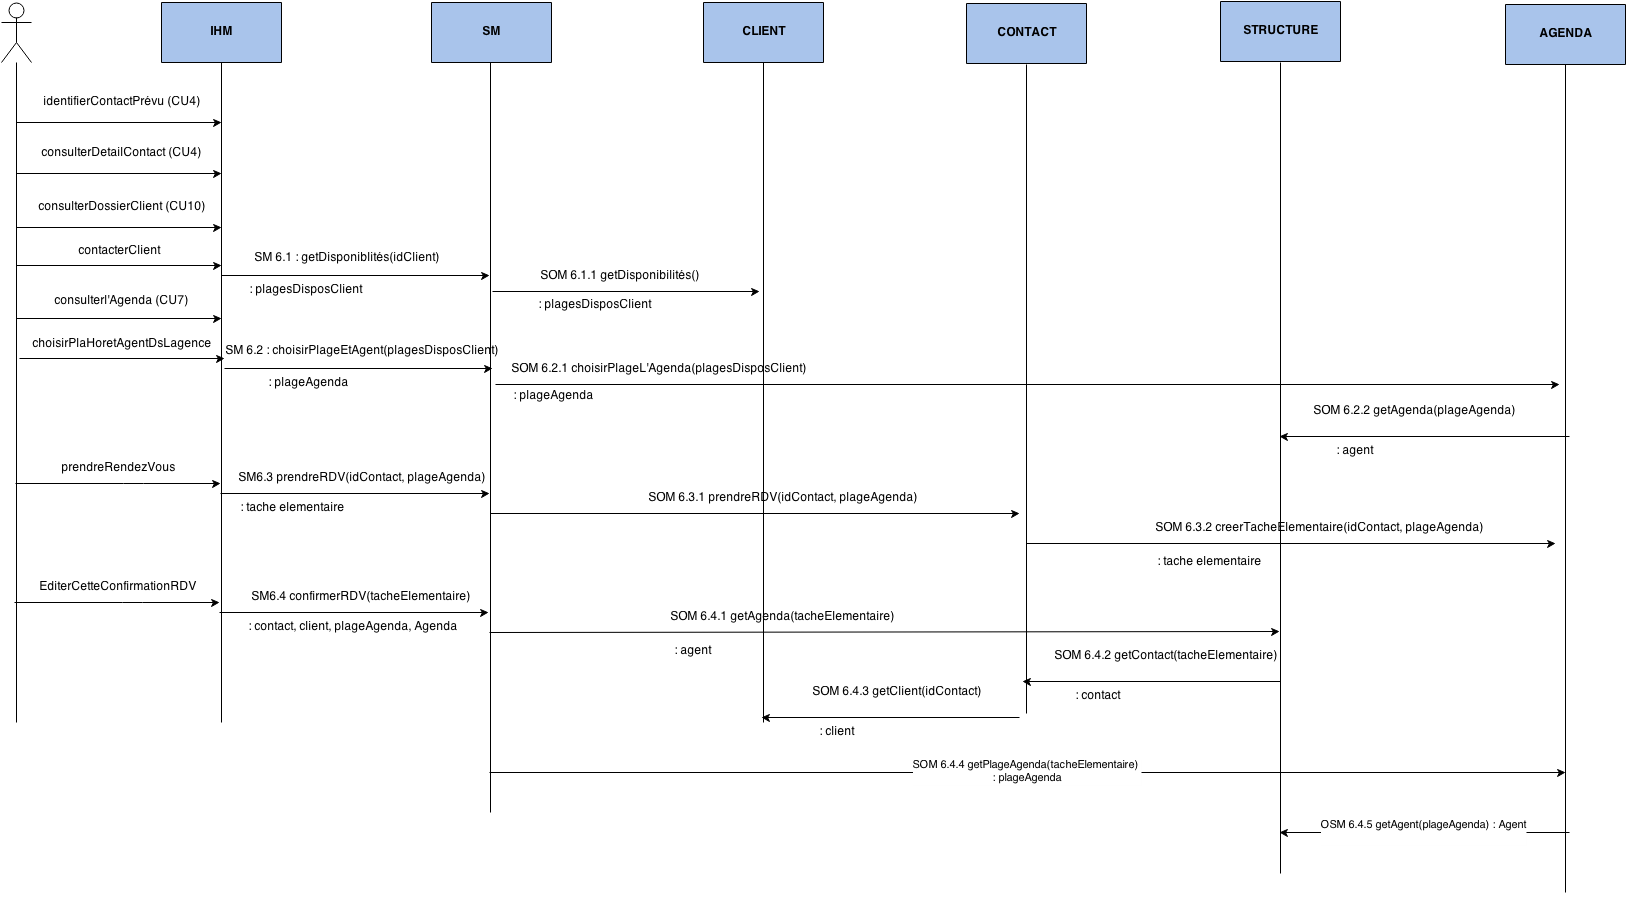 IHM
SM
CLIENT
CONTACT
STRUCTURE
AGENDA
identifierContactPrévu (CU4)
consulterDetailContact (CU4)
consulterDossierClient (CU10)
contacterClient
SM 6.1 : getDisponiblités(idClient)
: plagesDisposClient
SOM 6.1.1 getDisponibilités()
: plagesDisposClient
consulterl'Agenda (CU7)
choisirPlaHoretAgentDsLagence
SM 6.2 : choisirPlageEtAgent(plagesDisposClient)
: plageAgenda
SOM 6.2.1 choisirPlageL'Agenda(plagesDisposClient)
: plageAgenda
SOM 6.2.2 getAgenda(plageAgenda)
: agent
prendreRendezVous
SM6.3 prendreRDV(idContact, plageAgenda)
: tache elementaire
SOM 6.3.1 prendreRDV(idContact, plageAgenda)
SOM 6.3.2 creerTacheElementaire(idContact, plageAgenda)
: tache elementaire
EditerCetteConfirmationRDV
SM6.4 confirmerRDV(tacheElementaire)
: contact, client, plageAgenda, Agenda
SOM 6.4.1 getAgenda(tacheElementaire)
: agent
SOM 6.4.2 getContact(tacheElementaire)
: contact
SOM 6.4.3 getClient(idContact)
: client
SOM 6.4.4 getPlageAgenda(tacheElementaire)
: plageAgenda
OSM 6.4.5 getAgent(plageAgenda) : Agent